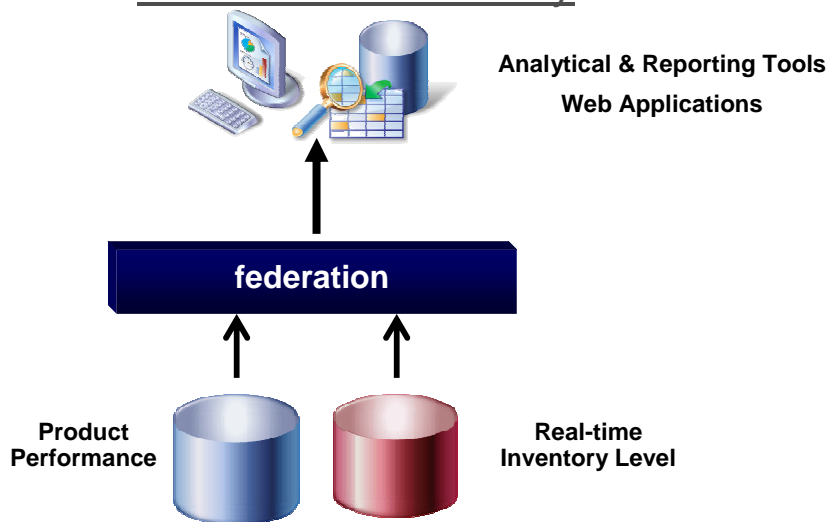 Analytical & Reporting Tools
Web Applications
federation
Product
Performance
Real-time
Inventory Level